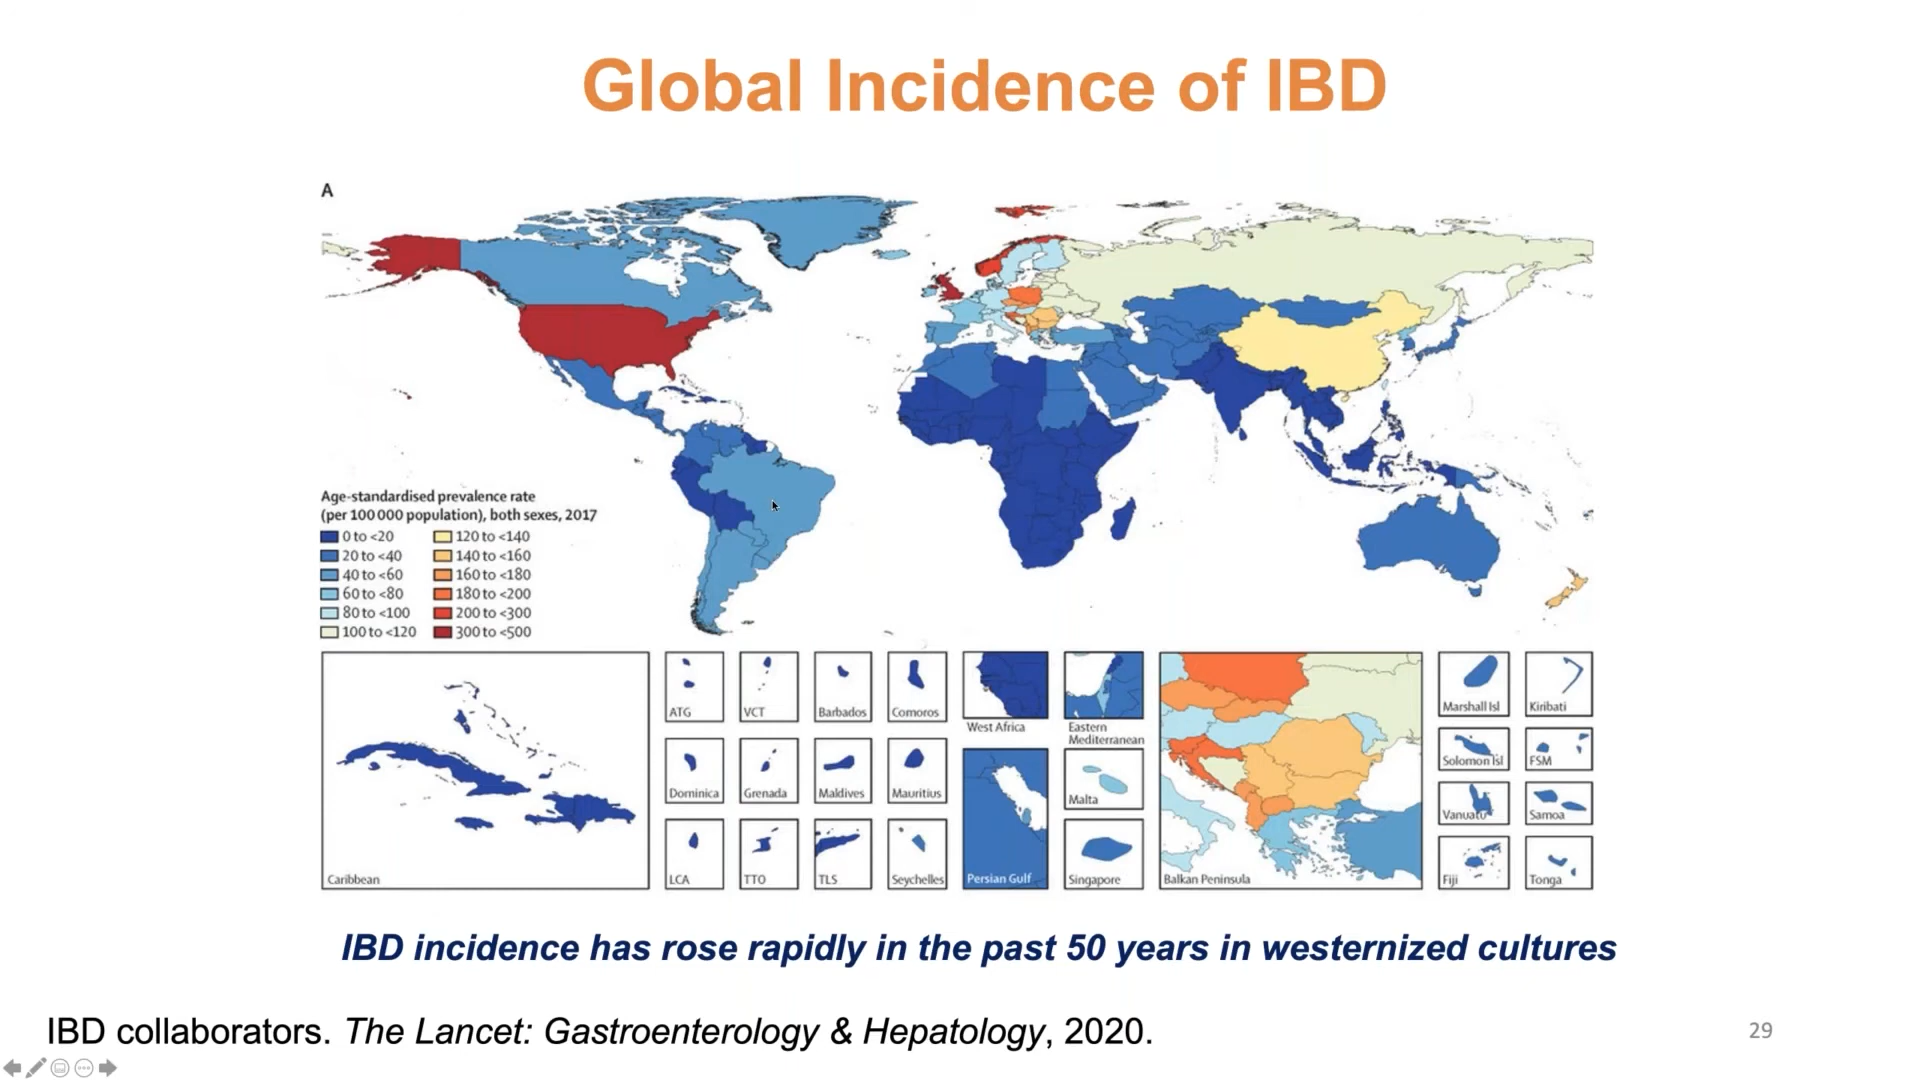 Global Incidence of IBD
A
Age-standardised prevalence rate
(per 100 000 population), both sexes, 2017
0 to <20
20 to <40
40 to <60
60 to <80
80 to <100
100 to <120
120 to <140
140 to <160
160 to <180
180 to <200
200 to <300
300 to <500
Caribbean
ATG
VCT
Barbados
Comoros
Dominica
Grenada
Maldives
Mauritius
LCA
TTO
TLS
Seychelles
West Africa
Eastern
Mediterranean
Persian Gulf
Malta
Singapore
Balkan Peninsula
Marshall Isl
Kiribati
Solomon Isl
FSM
Vanuatu
Samoa
Fiji
Tonga
IBD incidence has rose rapidly in the past 50 years in westernized cultures
IBD collaborators. The Lancet: Gastroenterology & Hepatology, 2020.
29